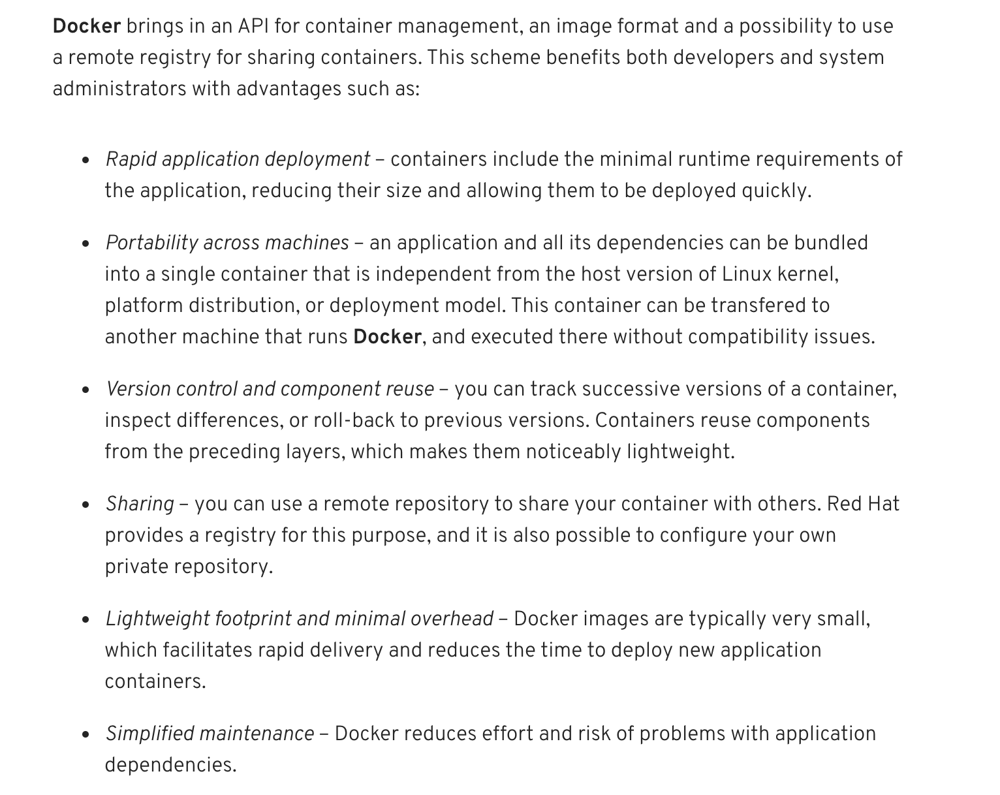 Docker brings in an API for container management, an image format and a possibility to use
a remote registry for sharing containers. This scheme benefits both developers and system
administrators with advantages such as:
• Rapid application deployment – containers include the minimal runtime requirements of
the application, reducing their size and allowing them to be deployed quickly.
• Portability across machines – an application and all its dependencies can be bundled
into a single container that is independent from the host version of Linux kernel,
platform distribution, or deployment model. This container can be transfered to
another machine that runs Docker, and executed there without compatibility issues.
• Version control and component reuse – you can track successive versions of a container,
inspect differences, or roll-back to previous versions. Containers reuse components
from the preceding layers, which makes them noticeably lightweight.
• Sharing – you can use a remote repository to share your container with others. Red Hat
provides a registry for this purpose, and it is also possible to configure your own
private repository.
• Lightweight footprint and minimal overhead – Docker images are typically very small,
which facilitates rapid delivery and reduces the time to deploy new application
containers.
• Simplified maintenance – Docker reduces effort and risk of problems with application
dependencies.